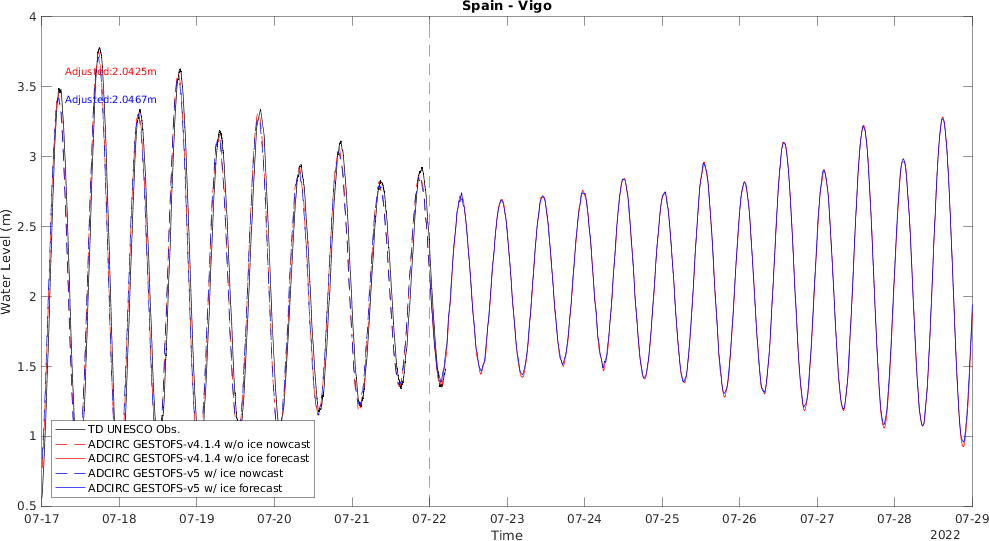 Spain - Vigo
Water Level (m)
4
3.5
3
2.5
2
1.5
1
0.5
Adjusted:2.0425m
Adjusted:2.0467m
TD UNESCO Obs.
ADCIRC GESTOFS-v4.1.4 w/o ice nowcast
ADCIRC GESTOFS-v4.1.4 w/o ice forecast
ADCIRC GESTOFS-v5 w/ ice nowcast
ADCIRC GESTOFS-v5 w/ ice forecast
07-17 07-18 07-19 07-20 07-21 07-22 07-23 07-24 07-25 07-26 07-27 07-28 07-29
Time
2022